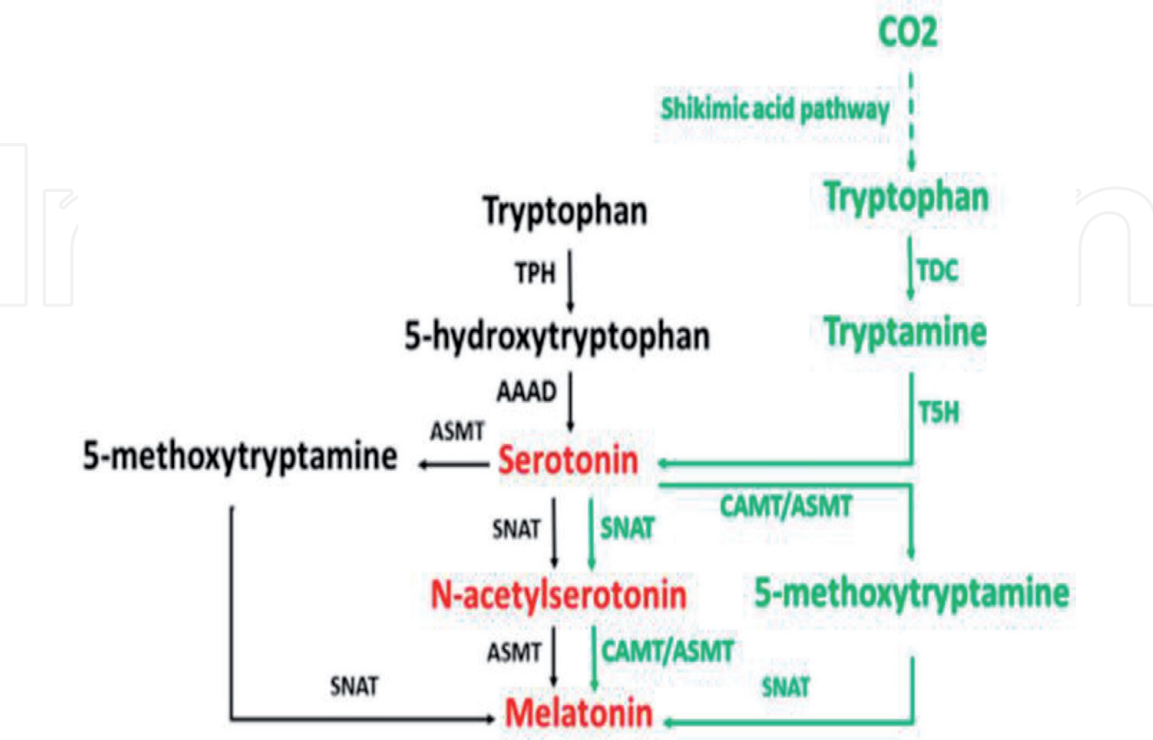 CO2
Shikimic acid pathway
Tryptophan
Tryptophan
TPH
TDC
5-hydroxytryptophan
Tryptamine
AAAD
T5H
ASMT
5-methoxytryptamine
Serotonin
CAMT/ASMT
SNAT
SNAT
N-acetylserotonin
5-methoxytryptamine
ASMT
CAMT/ASMT
SNAT
SNAT
Melatonin